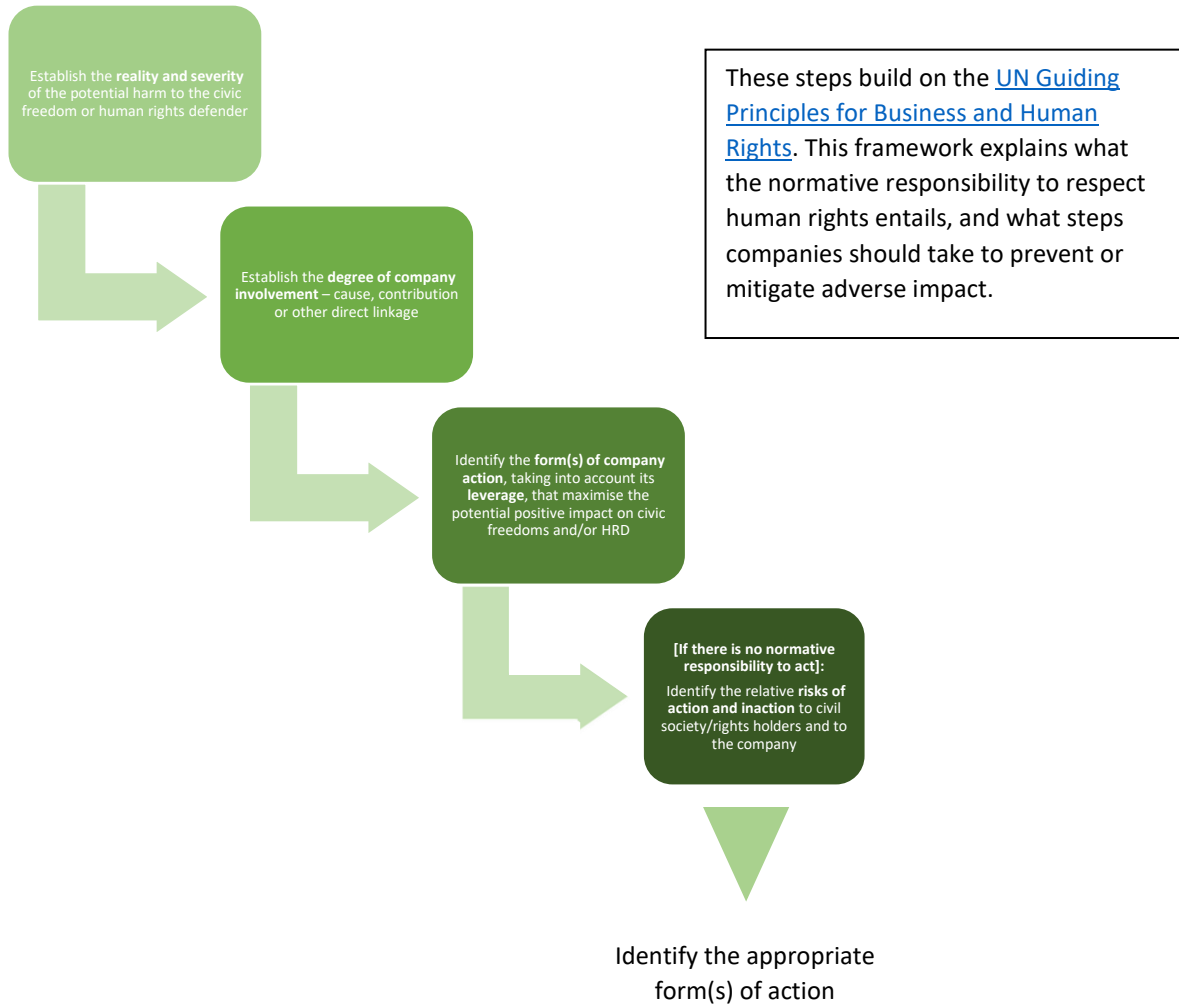 Establish the reality and severity
of the potential harm to the civic
freedom or human rights defender
These steps build on the UN Guiding
Principles for Business and Human
Rights. This framework explains what
the normative responsibility to respect
human rights entails, and what steps
companies should take to prevent or
mitigate adverse impact.
Establish the degree of company
involvement – cause, contribution
or other direct linkage
Identify the form(s) of company
action, taking into account its
leverage, that maximise the
potential positive impact on civic
freedoms and/or HRD
[If there is no normative
responsibility to act]:
Identify the relative risks of
action and inaction to civil
society/rights holders and to
the company
Identify the appropriate
form(s) of action